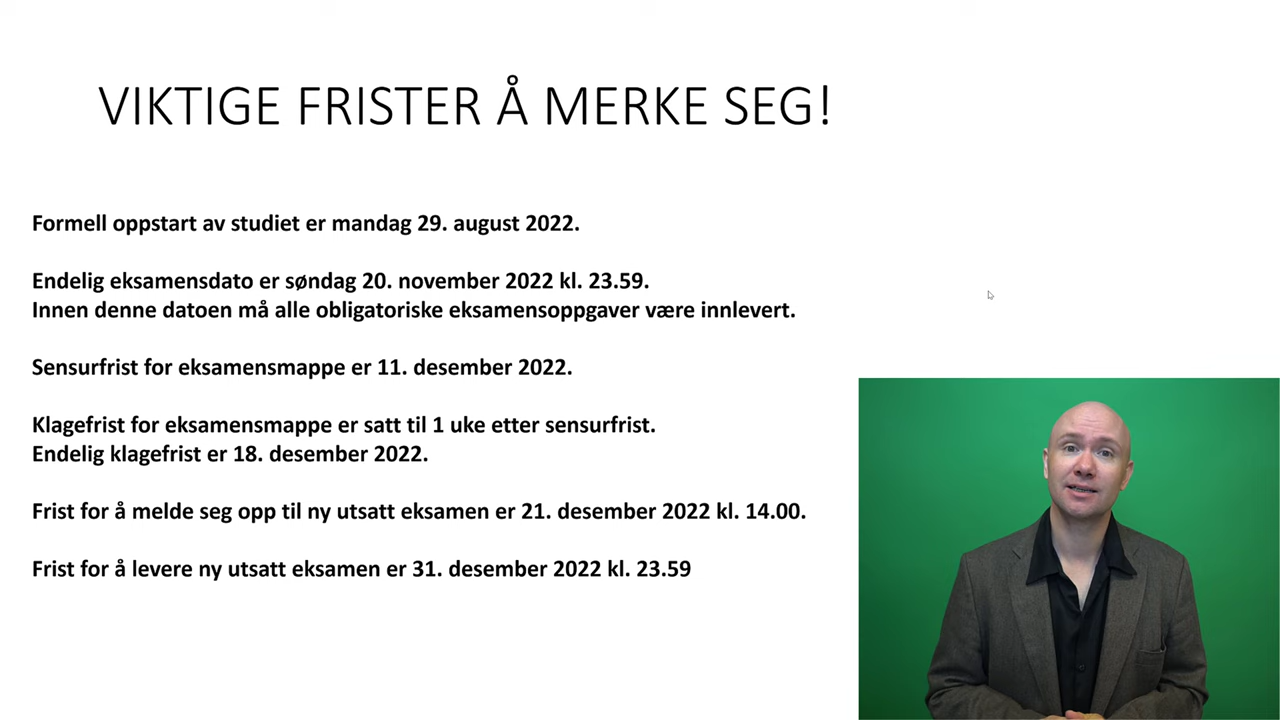 VIKTIGE FRISTER Å MERKE SEG!
Formell oppstart av studiet er mandag 29. august 2022.
Endelig eksamensdato er søndag 20. november 2022 kl. 23.59.
Innen denne datoen må alle obligatoriske eksamensoppgaver være innlevert.
Sensurfrist for eksamensmappe er 11. desember 2022.
Klagefrist for eksamensmappe er satt til 1 uke etter sensurfrist.
Endelig klagefrist er 18. desember 2022.
Frist for å melde seg opp til ny utsatt eksamen er 21. desember 2022 kl. 14.00.
Frist for å levere ny utsatt eksamen er 31. desember 2022 kl. 23.59